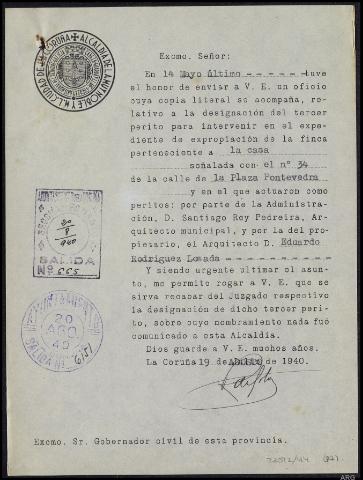 ALCALDIA DE LA MUY NOBLE Y M. L. CIUDAD DE LA CORUÑA
Excmo. Señor:
En 14 Mayo Último - - - - - -tuve
el honor de enviar a V. E. un oficio
cuya copia literal se acompaña, re-
lativo a la designación del tercer
perito para intervenir en el expe-
diente de expropiación de la finca
perteneciente a la casa
señalada con el nº 34
de la calle de la Plaza Pontevedra
y en el que actuaron como
peritos: por parte de la Administra-
ción, D. Santiago Rey Pedreira, Ar-
quitecto municipal, y por la del pro-
pietario, el Arquitecto D. Eduardo
Rodriguez Losada - - - - - - - - - -
Y siendo urgente ultimar el asun-
to, me permito rogar a V. E. que se
sirva recabar del Juzgado respectivo
la designación de dicho tercer peri-
to, sobre cuyo nombramiento nada fué
comunicado a esta Alcaldía.
Dios guarde a V. E. muchos años.
La Coruña 19 de de 1940.
SALIDA
Nº 665
20
AGO
40
SALIDA Nº 6151
Excmo. Sr. Gobernador civil de esta provincia.
ARG